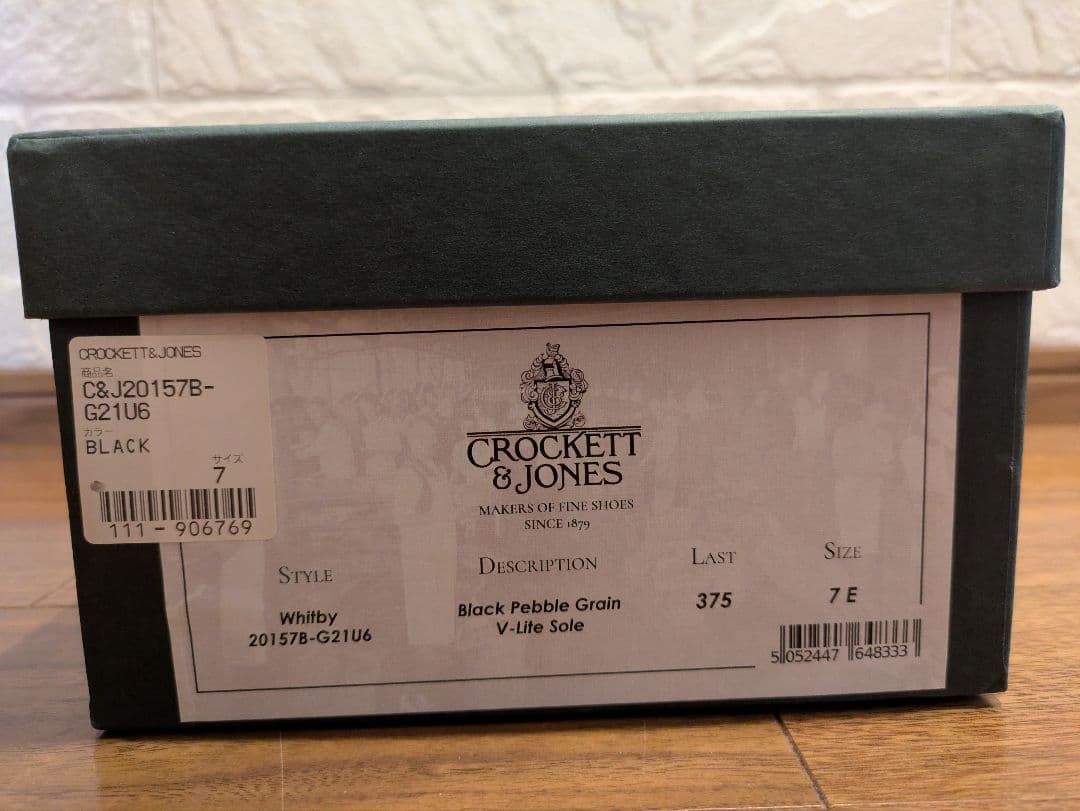 CROCKETT&JONES
商品名
C&J20157B-
G21U6
カラー
BLACK
サイズ
7
111-906769
CROCKETT
& JONES
MAKERS OF FINE SHOES
SINCE 1879
STYLE
Whitby
20157B-G21U6
DESCRIPTION
Black Pebble Grain
V-Lite Sole
LAST
375
SIZE
7 E
5 052447 648333